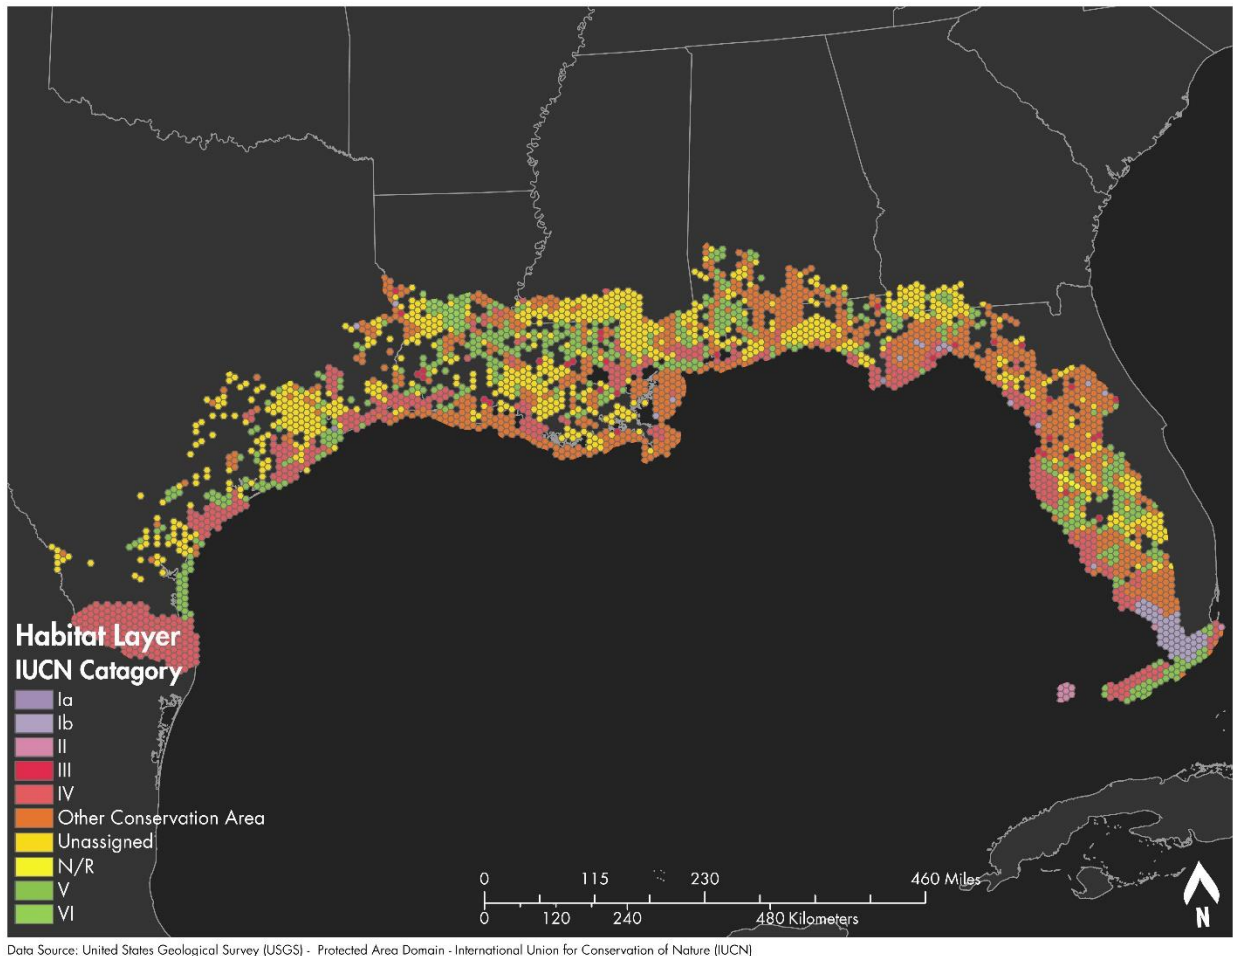 Habitat Layer
IUCN Catagory
Ia
Ib
II
III
IV
Other Conservation Area
Unassigned
N/R
V
VI
0 115 230 460 Miles
0 120 240 480 Kilometers
N
Data Source: United States Geological Survey (USGS) - Protected Area Domain - International Union for Conservation of Nature (IUCN)